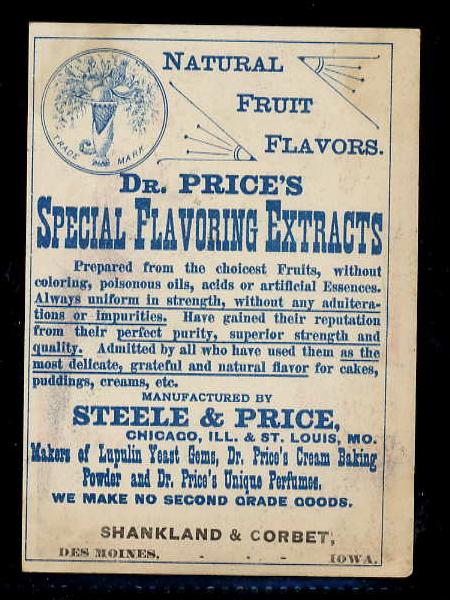 TRADE MARK
NATURAL
FRUIT
FLAVORS.
DR. PRICE'S
SPECIAL FLAVORING EXTRACTS
Prepared from the choicest Fruits, without
coloring, poisonous oils, acids or artificial Essences.
Always uniform in strength, without any adultera-
tions or impurities. Have gained their reputation
from their perfect purity, superior strength and
quality. Admitted by all who have used them as the
most delicate, grateful and natural flavor for cakes,
puddings, creams, etc.
MANUFACTURED BY
STEELE & PRICE,
CHICAGO, ILL. & ST. LOUIS, MO.
Makers of Lupulin Yeast Gems, Dr. Price's Cream Baking
Powder and Dr. Price's Unique Perfumes.
WE MAKE NO SECOND GRADE GOODS.
SHANKLAND & CORBET,
DES MOINES. - - - IOWA.